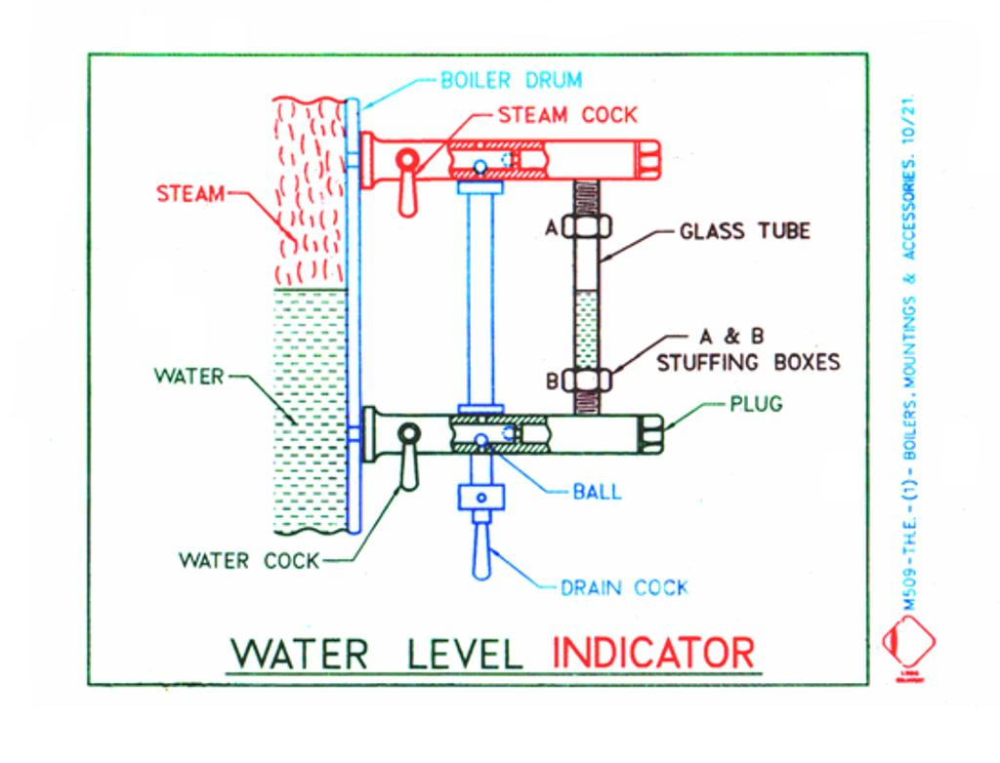 BOILER DRUM
STEAM COCK
STEAM
A
GLASS TUBE
A & B
STUFFING BOXES
WATER
B
PLUG
BALL
WATER COCK
DRAIN COCK
WATER LEVEL INDICATOR
M509-TH.E.-(1)- BOILERS, MOUNTINGS & ACCESSORIES. 10/21.